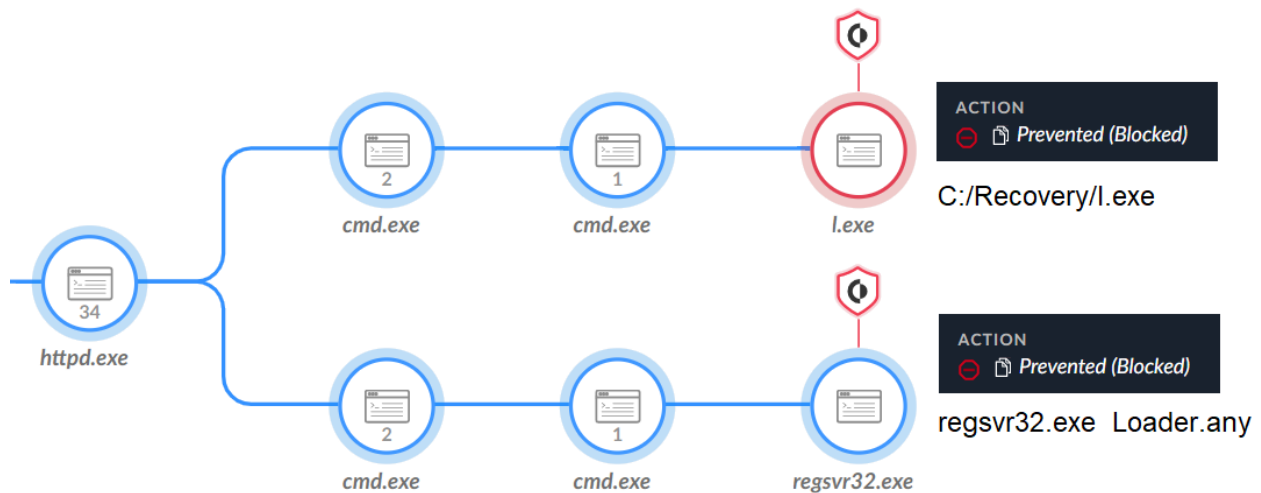 ACTION
Prevented (Blocked)
2
1
cmd.exe
cmd.exe
l.exe
C:/Recovery/l.exe
34
httpd.exe
ACTION
Prevented (Blocked)
2
1
regsvr32.exe  Loader.any
cmd.exe
cmd.exe
regsvr32.exe